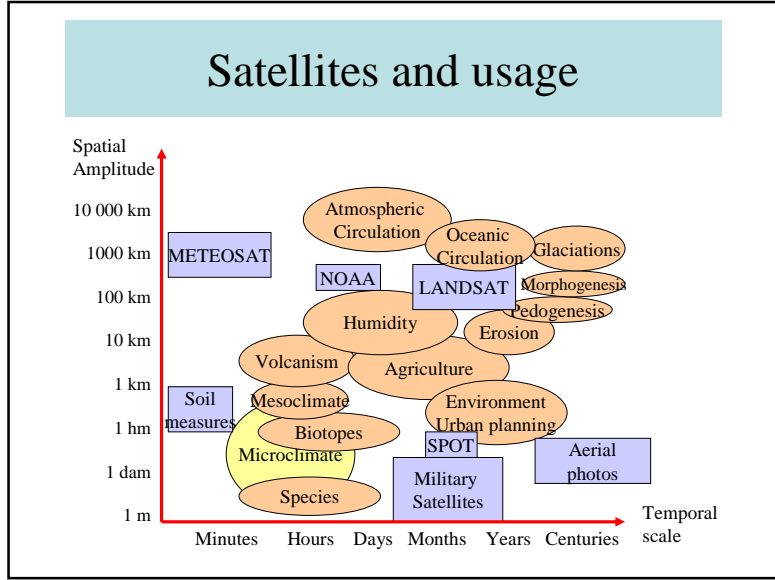 Satellites and usage
Spatial
Amplitude
10 000 km
1000 km
100 km
10 km
1 km
1 hm
1 dam
1 m
Atmospheric
Circulation
Oceanic
Circulation
Glaciations
METEOSAT
NOAA
LANDSAT
Morphogenesis
Pedogenesis
Humidity
Erosion
Volcanism
Agriculture
Mesoclimate
Soil
measures
Environment
Urban planning
Biotopes
Microclimate
SPOT
Aerial
photos
Military
Satellites
Species
Temporal
scale
Minutes
Hours
Days
Months
Years
Centuries